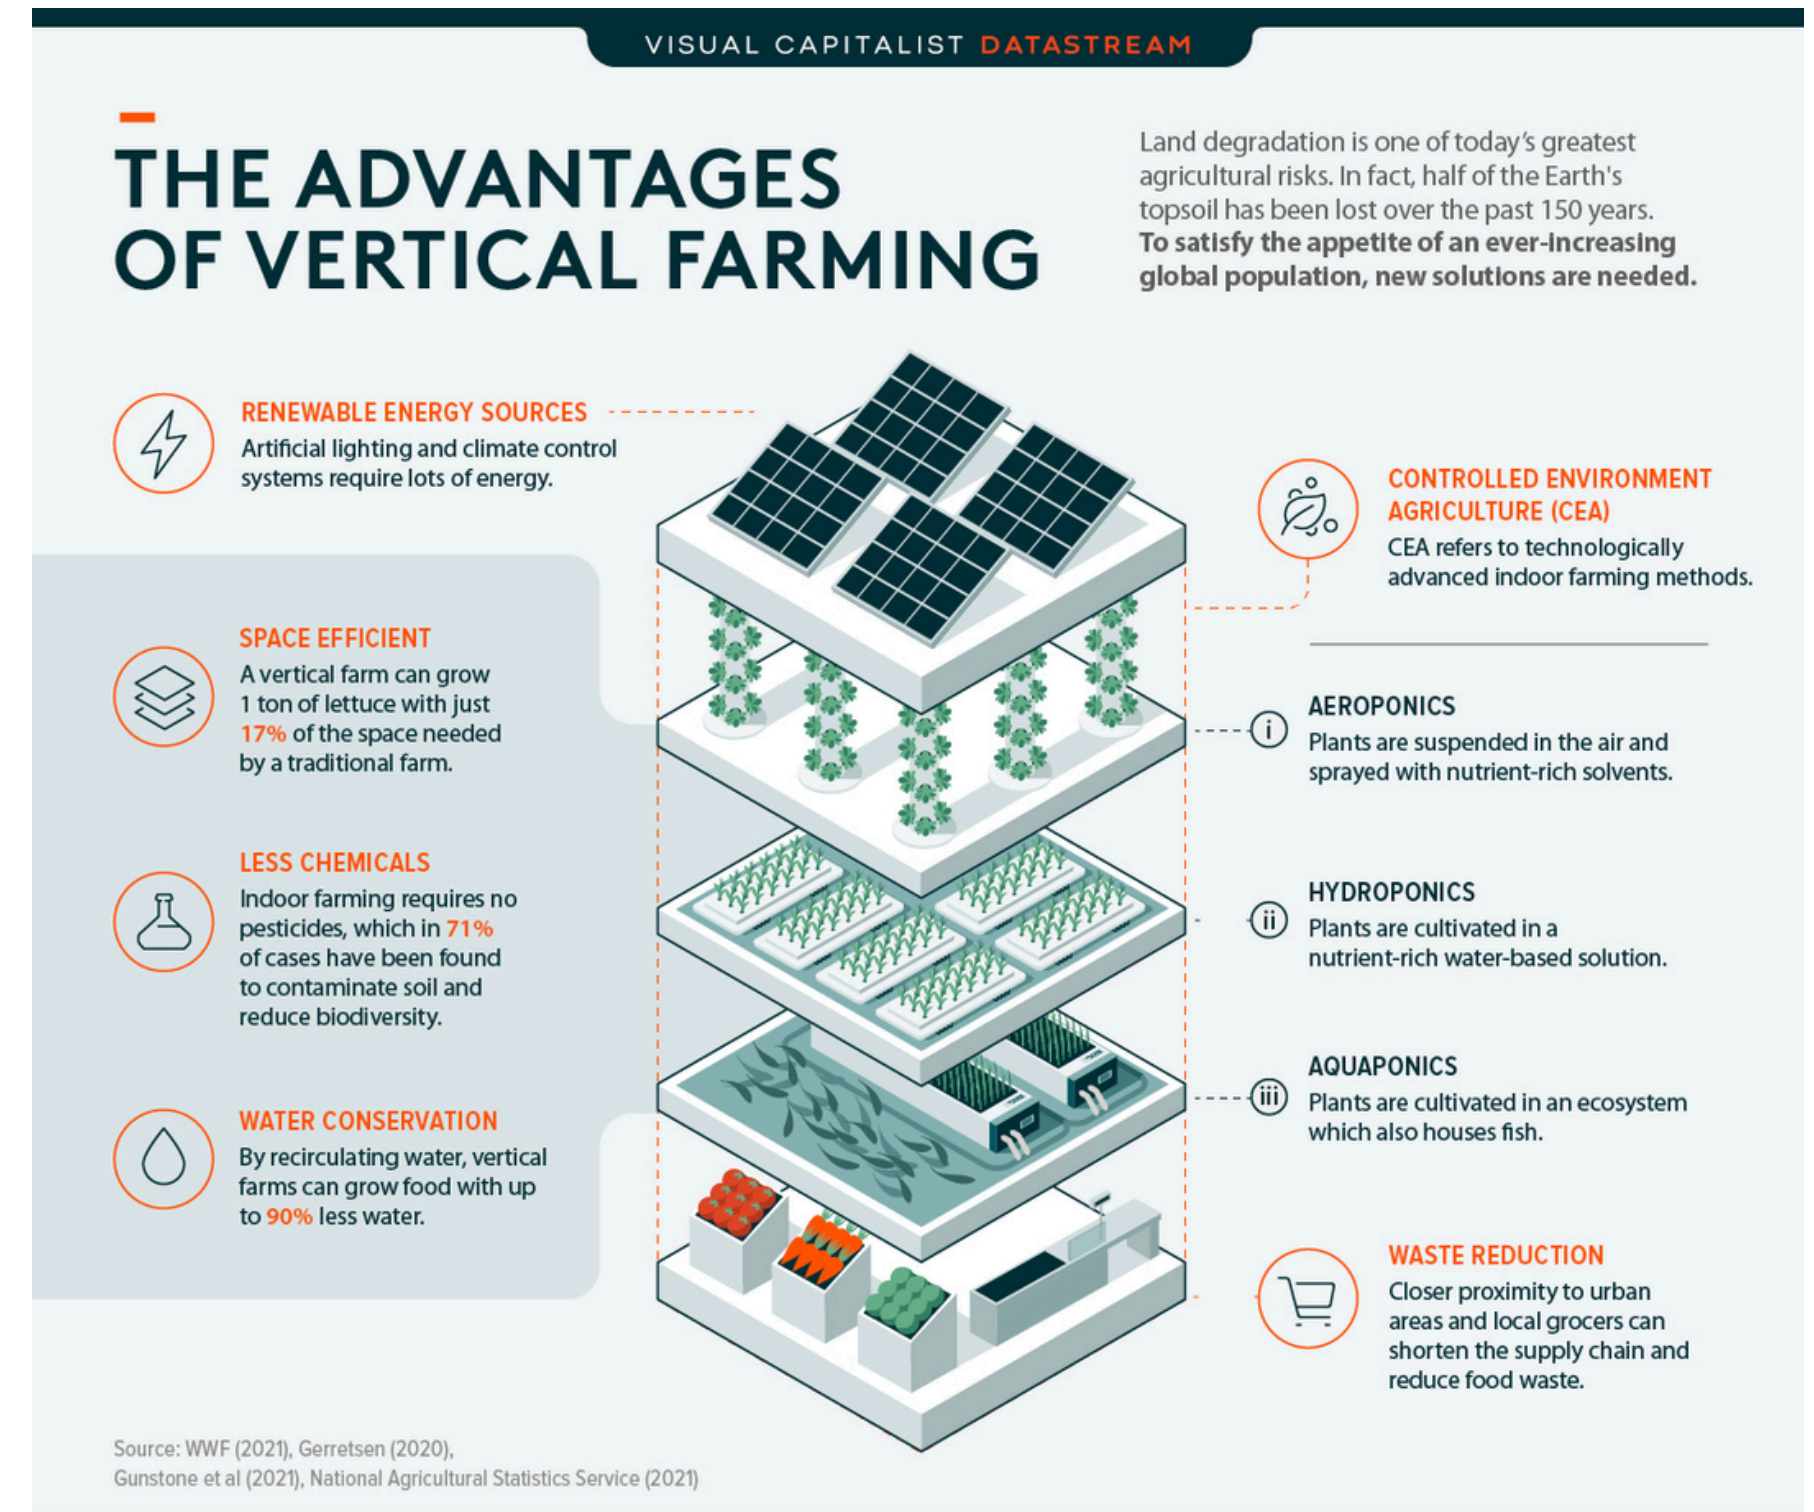 VISUAL CAPITALIST DATASTREAM
THE ADVANTAGES
OF VERTICAL FARMING
Land degradation is one of today's greatest
agricultural risks. In fact, half of the Earth's
topsoil has been lost over the past 150 years.
To satisfy the appetite of an ever-increasing
global population, new solutions are needed.
RENEWABLE ENERGY SOURCES
Artificial lighting and climate control
systems require lots of energy.
SPACE EFFICIENT
A vertical farm can grow
1 ton of lettuce with just
17% of the space needed
by a traditional farm.
LESS CHEMICALS
Indoor farming requires no
pesticides, which in 71%
of cases have been found
to contaminate soil and
reduce biodiversity.
WATER CONSERVATION
By recirculating water, vertical
farms can grow food with up
to 90% less water.
CONTROLLED ENVIRONMENT
AGRICULTURE (CEA)
CEA refers to technologically
advanced indoor farming methods.
i
AEROPONICS
Plants are suspended in the air and
sprayed with nutrient-rich solvents.
ii
HYDROPONICS
Plants are cultivated in a
nutrient-rich water-based solution.
iii
AQUAPONICS
Plants are cultivated in an ecosystem
which also houses fish.
WASTE REDUCTION
Closer proximity to urban
areas and local grocers can
shorten the supply chain and
reduce food waste.
Source: WWF (2021), Gerretsen (2020),
Gunstone et al (2021), National Agricultural Statistics Service (2021)